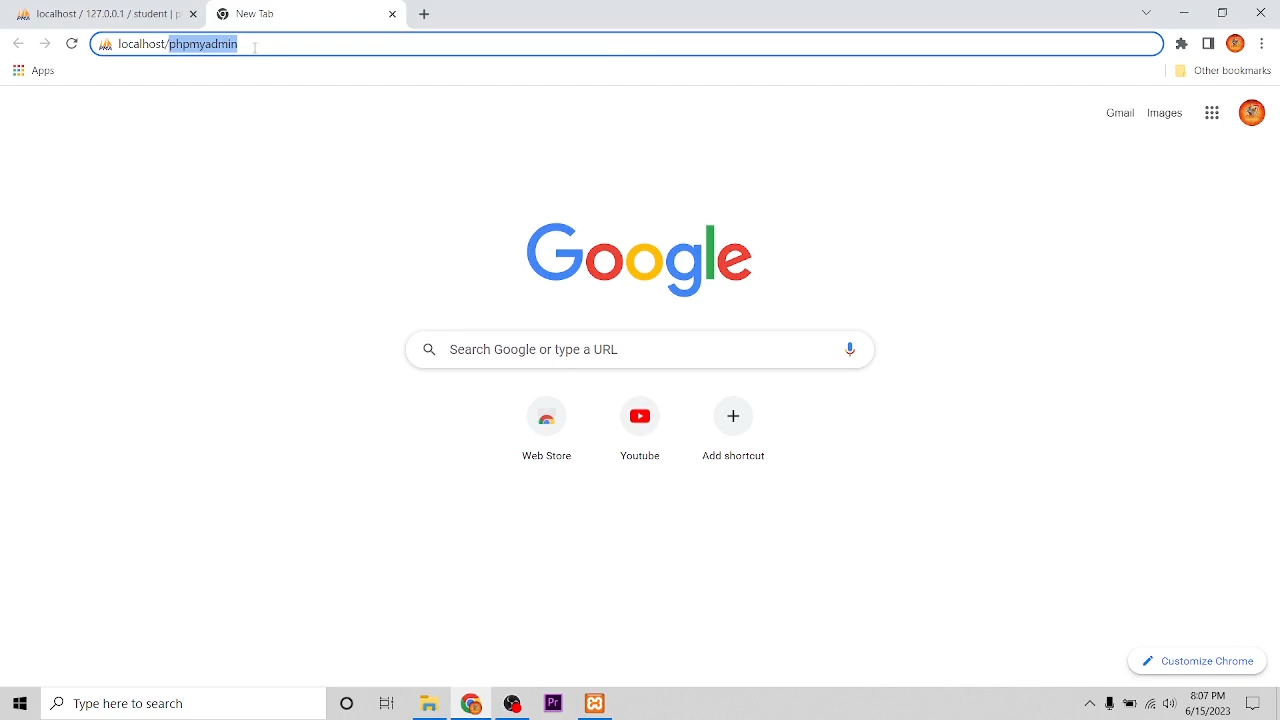 localhost / 127.0.0.1 / student | p
New Tab
localhost/phpmyadmin
Apps
Other bookmarks
Gmail
Images
Google
Search Google or type a URL
Web Store
Youtube
Add shortcut
Customize Chrome
Type here to search
Pr
8:07 PM
6/15/2023